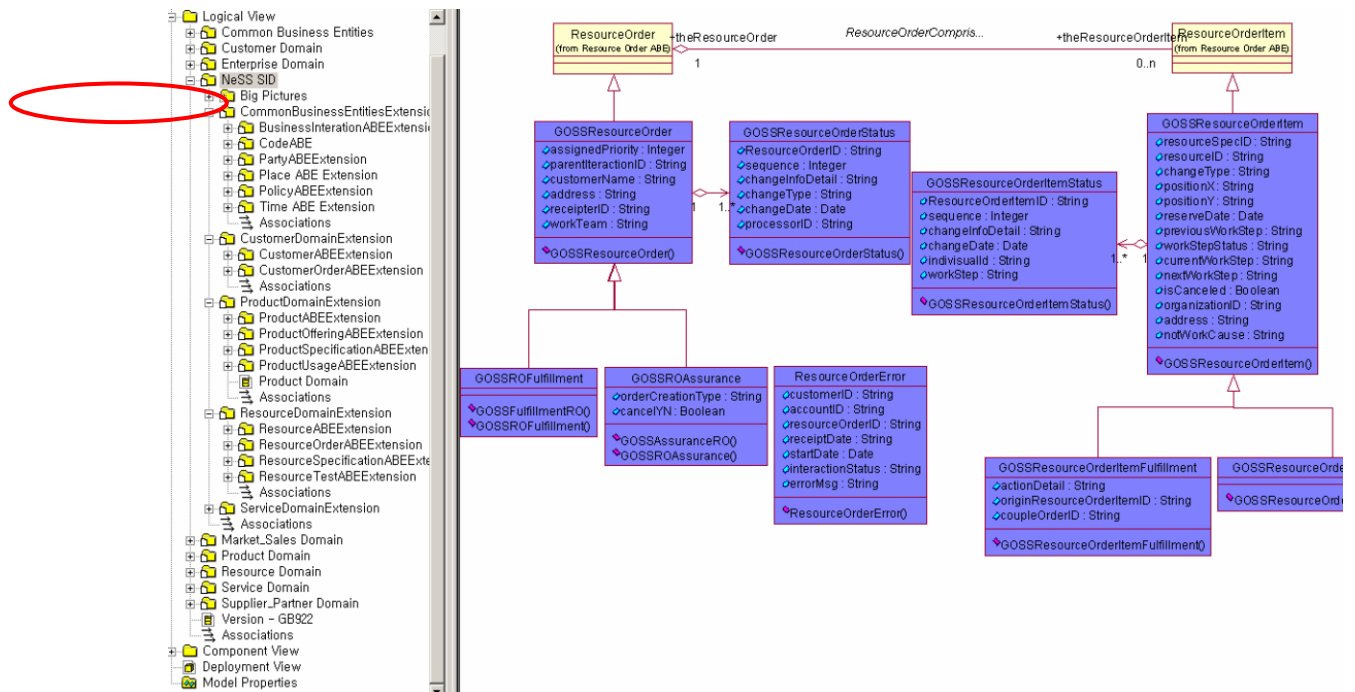 Logical View
Common Business Entities
Customer Domain
Enterprise Domain
NeSS SID
Big Pictures
CommonBusinessEntitiesExtensio
BusinessInterationABEExtensi
CodeABE
PartyABEExtension
Place ABE Extension
PolicyABEExtension
Time ABE Extension
Associations
CustomerDomainExtension
CustomerABEExtension
CustomerOrderABEExtension
Associations
ProductDomainExtension
ProductABEExtension
ProductOfferingABEExtension
ProductSpecificationABEExten
ProductUsageABEExtension
Product Domain
Associations
ResourceDomainExtension
ResourceABEExtension
ResourceOrderABEExtension
ResourceSpecificationABEExte
ResourceTestABEExtension
Associations
ServiceDomainExtension
Associations
Market_Sales Domain
Product Domain
Resource Domain
Service Domain
Supplier_Partner Domain
Version - GB922
Associations
Component View
Deployment View
Model Properties
ResourceOrder
(from Resource Order ABE)
+theResourceOrder
1
ResourceOrderCompris...
+theResourceOrderItem
0..n
ResourceOrderItem
(from Resource Order ABE)
GOSSResourceOrder
assignedPriority : Integer
parentInteractionID : String
customerName : String
address : String
receipterID : String
workTeam : String
GOSSResourceOrder()
1
1..*
GOSSResourceOrderStatus
ResourceOrderID : String
sequence : Integer
changeInfoDetail : String
changeType : String
changeDate : Date
processorID : String
GOSSResourceOrderStatus()
GOSSResourceOrderItemStatus
ResourceOrderItemID : String
sequence : Integer
changeInfoDetail : String
changeDate : Date
indivisualId : String
workStep : String
GOSSResourceOrderItemStatus()
1..*
1
GOSSResourceOrderItem
resourceSpecID : String
resourceID : String
changeType : String
positionX : String
positionY : String
reserveDate : Date
previousWorkStep : String
workStepStatus : String
currentWorkStep : String
nextWorkStep : String
isCanceled : Boolean
organizationID : String
address : String
notWorkCause : String
GOSSResourceOrderItem()
GOSSROFulfillment
GOSSFulfillmentRO()
GOSSROFulfillment()
GOSSROAssurance
orderCreationType : String
cancelYN : Boolean
GOSSAssuranceRO()
GOSSROAssurance()
ResourceOrderError
customerID : String
accountID : String
resourceOrderID : String
receiptDate : String
startDate : Date
interactionStatus : String
errorMsg : String
ResourceOrderError()
GOSSResourceOrderItemFulfillment
actionDetail : String
originResourceOrderItemID : String
coupleOrderID : String
GOSSResourceOrderItemFulfillment()
GOSSResourceOrde
GOSSResourceOrd